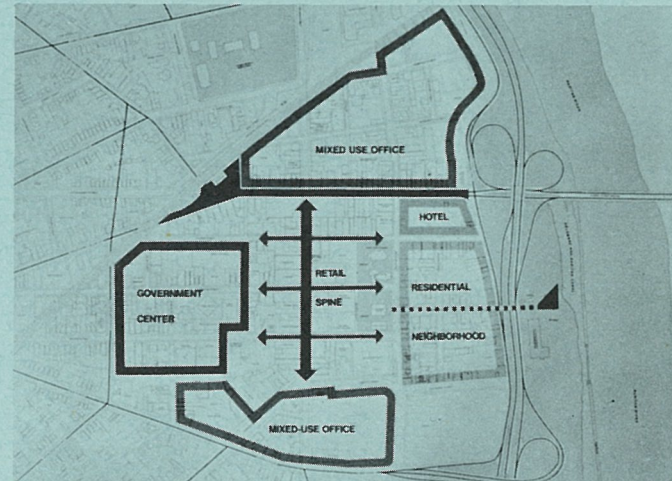 MIXED USE OFFICE
HOTEL
RETAIL
SPINE
GOVERNMENT
CENTER
RESIDENTIAL
NEIGHBORHOOD
MIXED-USE OFFICE